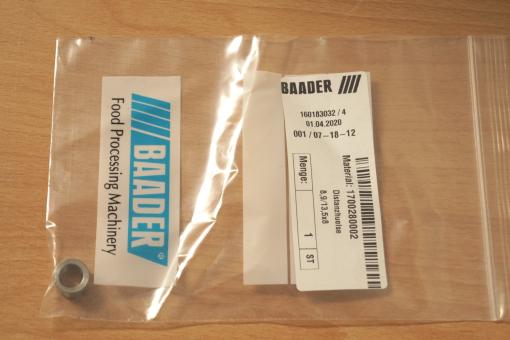 BAADER
Food Processing Machinery
BAADER
160183032 / 4
01.04.2020
001 / 07-18-12
Material: 1700280002
Distanzhuelse
8,9/13,5x8
Menge: 1 ST